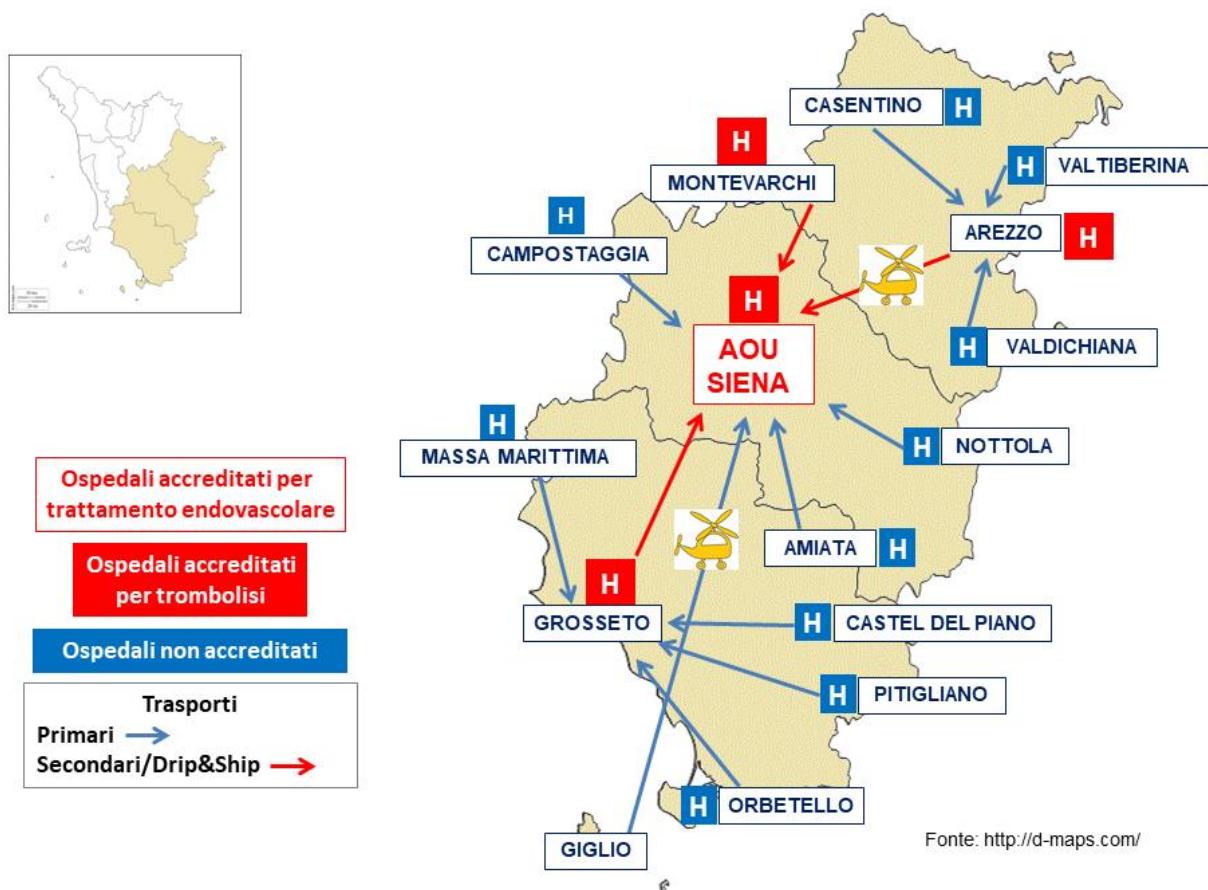 CASENTINO
H
H
H
VALTIBERINA
MONTEVARCHI
H
AREZZO
H
CAMPOSTAGGIA
H
AOU
SIENA
H
VALDICHIANA
H
MASSA MARITTIMA
H
NOTTOLA
Ospedali accreditati per
trattamento endovascolare
Ospedali accreditati
per trombolisi
Ospedali non accreditati
Trasporti
Primari
Secondari/Drip&Ship
AMIATA
H
H
GROSSETO
H
CASTEL DEL PIANO
H
PITIGLIANO
H
ORBETELLO
GIGLIO
Fonte: http://d-maps.com/